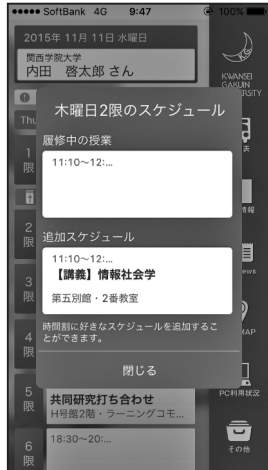 SoftBank 4G 9:47 100%
2015年 11月 11日 水曜日
関西学院大学
内田 啓太郎 さん
KWANSEI
GAKUIN
Thu
木曜日2限のスケジュール
履修中の授業
11:10〜12:...
追加スケジュール
11:10〜12:...
【講義】情報社会学
第五別館・2番教室
時間割に好きなスケジュールを追加するこ
とができます。
閉じる
1
限
2
限
3
限
4
限
5
限
共同研究打ち合わせ
H号館2階・ラーニングコモ...
6
限
18:30〜20:...
表
情報
ews
MAP
PC利用状況
その他